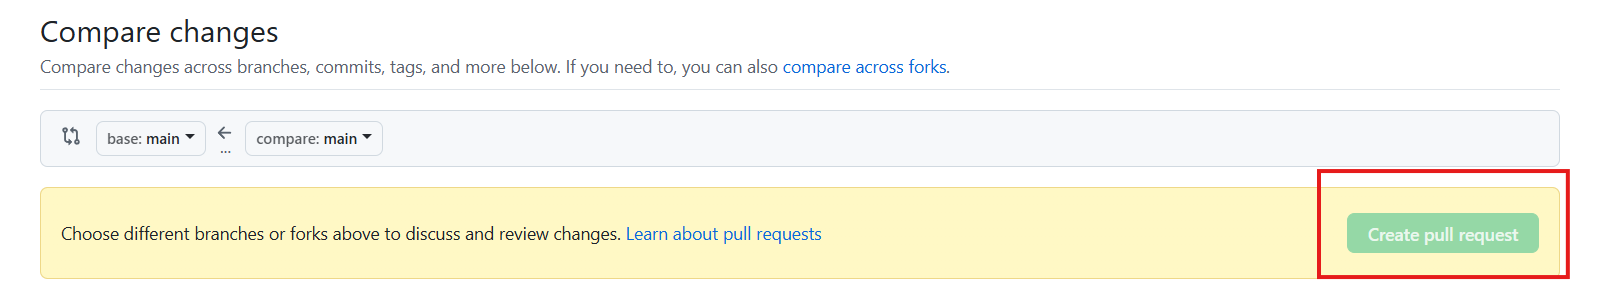 Compare changes
Compare changes across branches, commits, tags, and more below. If you need to, you can also compare across forks.
base: main
...
compare: main
Choose different branches or forks above to discuss and review changes. Learn about pull requests
Create pull request